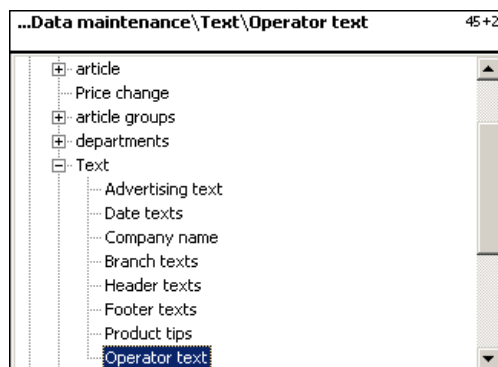 ...Data maintenance\Text\Operator text 45+2
article
Price change
article groups
departments
Text
Advertising text
Date texts
Company name
Branch texts
Header texts
Footer texts
Product tips
Operator text